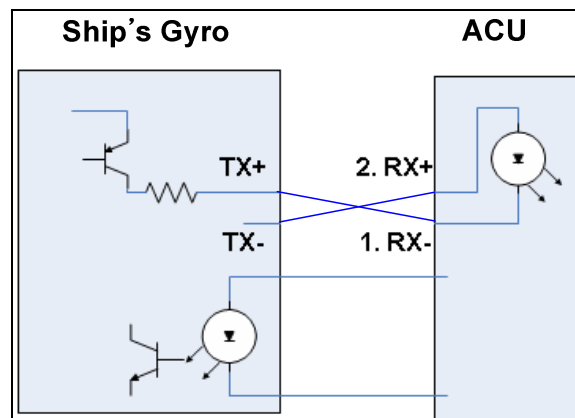 Ship's Gyro
ACU
TX+
2. RX+
TX-
1. RX-